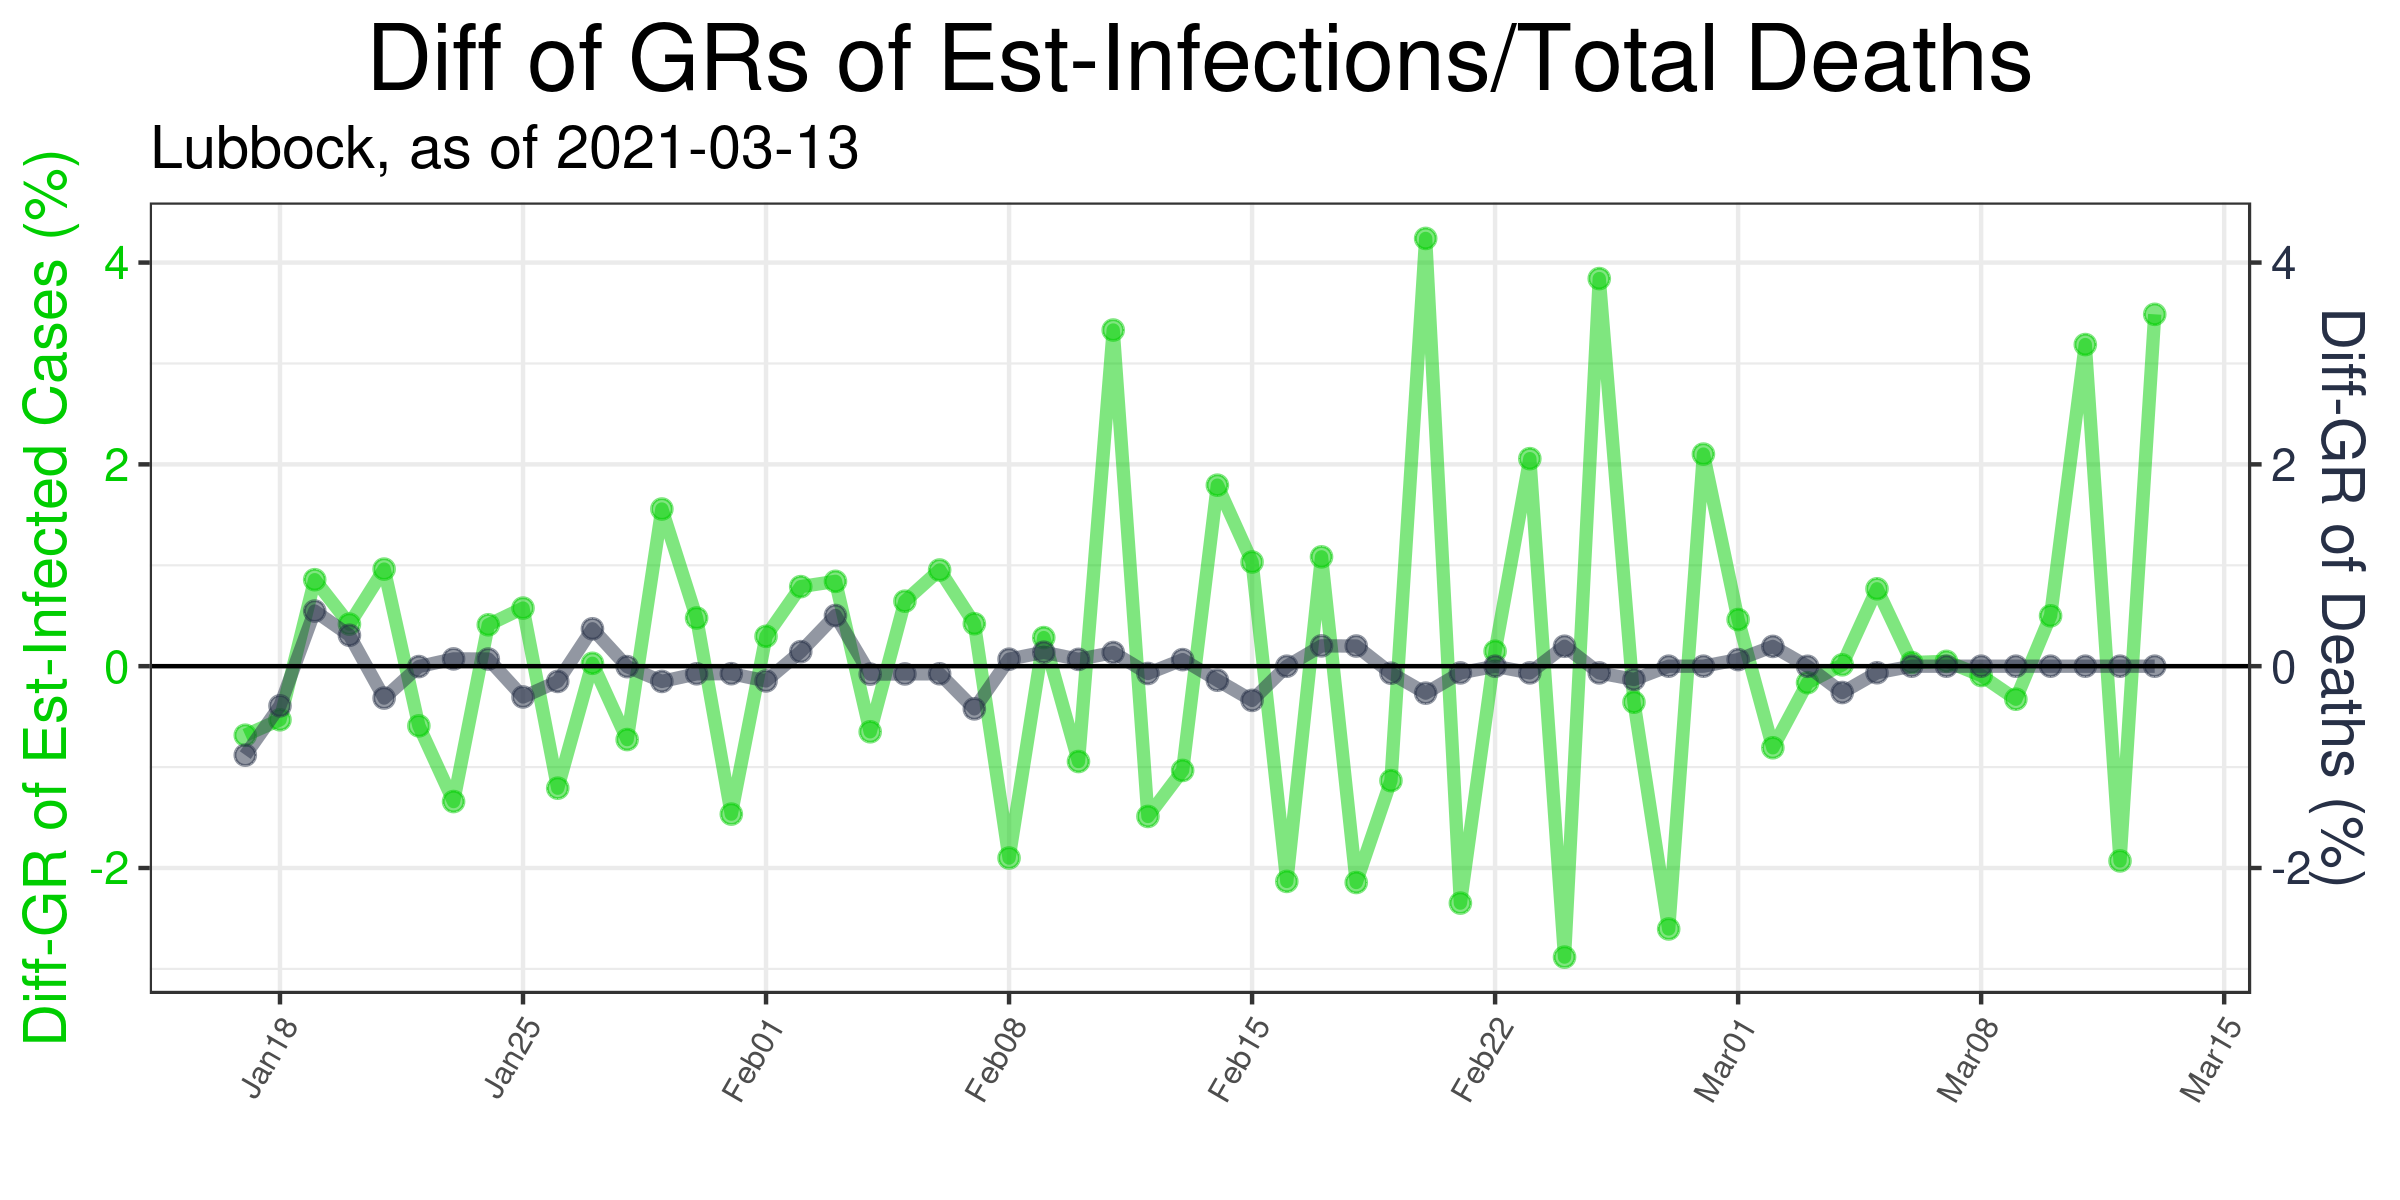 Diff of GRs of Est-Infections/Total Deaths
Lubbock, as of 2021-03-13
Diff-GR of Est-Infected Cases (%)
4
2
0
-2
4
2
0
-2
Diff-GR of Deaths (%)
Jan18
Jan25
Feb01
Feb08
Feb15
Feb22
Mar01
Mar08
Mar15